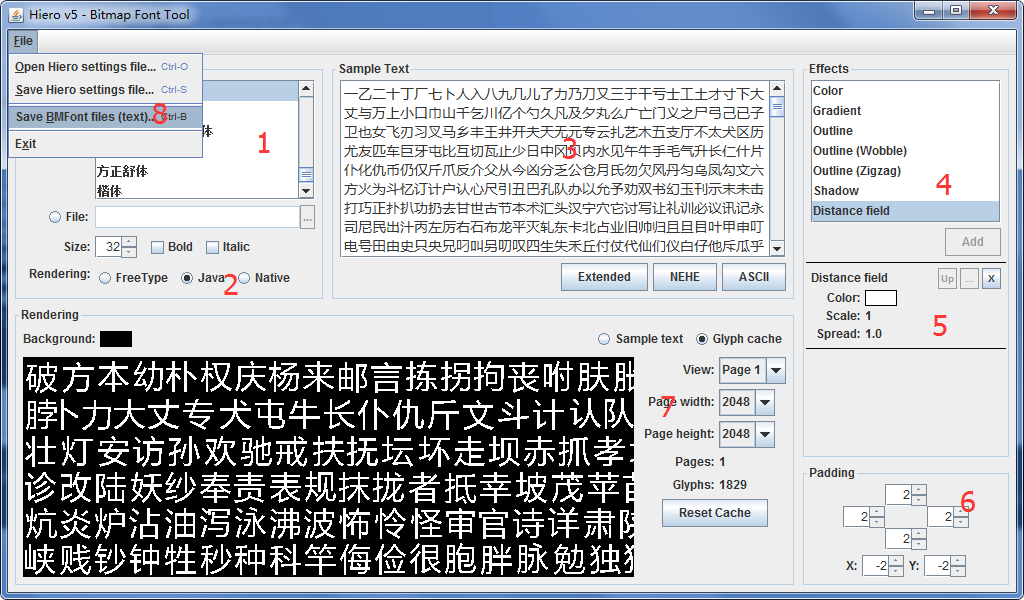 Hiero v5 - Bitmap Font Tool
File
Open Hiero settings file... Ctrl-O
Save Hiero settings file... Ctrl-S
Save BMFont files (text)... Ctrl-B
Exit
8
体
1
方正舒体
楷体
File:
...
Size: 32 Bold Italic
Rendering: FreeType Java Native
2
Sample Text
一乙二十丁厂七卜人入八九几儿了力乃刀又三于干亏士工土才寸下大
丈与万上小口巾山千乞川亿个勺久凡及夕丸么广亡门义之尸弓己已子
卫也女飞刃习叉马乡丰王井开夫天无元专云扎艺木五支厅不太犬区历
尤友匹车巨牙屯比互切瓦止少日中冈贝内水见午牛手毛气升长仁什片
仆化仇币仍仅斤爪反介父从今凶分乏公仓月氏勿欠风丹匀乌凤勾文六
方火为斗忆订计户认心尺引丑巴孔队办以允予劝双书幻玉刊示末未击
打巧正扑扒功扔去甘世古节本术汇头汉宁穴它讨写让礼训必议讯记永
司尼民出汁丙左厉右石布龙平灭轧东卡北占业旧帅归且旦目叶甲申叮
电号田由史只央兄叼叫另叨叹四生失禾丘付仗代仙们仪白仔他斥瓜乎
3
Extended NEHE ASCII
Effects
Color
Gradient
Outline
Outline (Wobble)
Outline (Zigzag)
Shadow
Distance field
4
Add
Distance field Up ... X
Color:
Scale: 1
Spread: 1.0
5
Rendering
Background: Sample text Glyph cache
破方本幼朴权庆杨来邮言拣拐拘丧咐肤
脖卜力大丈专犬屯牛长仆仇斤文斗计认队
壮灯安访孙欢驰戒扶抚坛坏走坝赤抓孝
诊改陆妖纱奉责表规抹拢者抵幸坡茂苹
炕炎炉沾油泻泳沸波怖怜怪审官诗详肃
峡贱钞钟牲秒种科竿侮俭很胞胖脉勉独
View: Page 1
Page width: 2048
7
Page height: 2048
Pages: 1
Glyphs: 1829
Reset Cache
Padding
2
2 2
6
2
X: -2 Y: -2